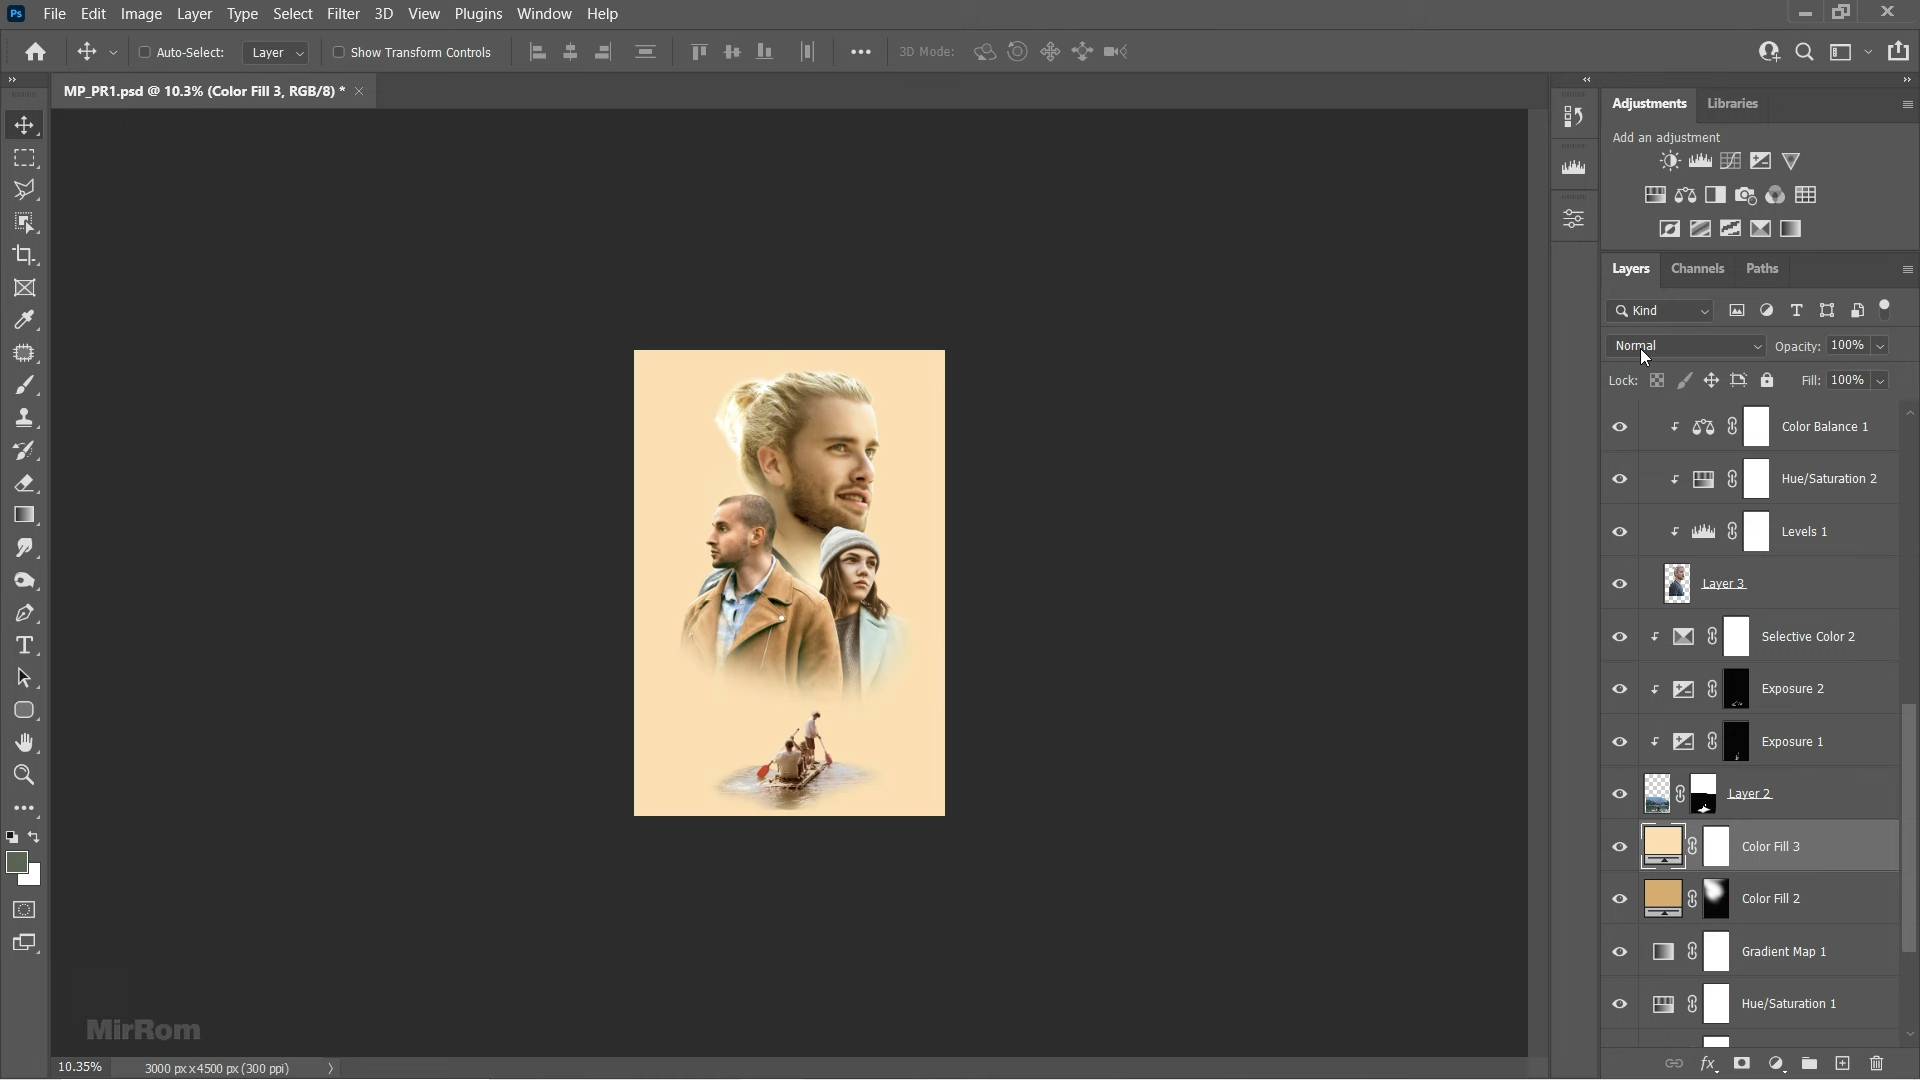 Ps File Edit Image Layer Type Select Filter 3D View Plugins Window Help
Auto-Select: Layer Show Transform Controls 3D Mode:
MP_PR1.psd @ 10.3% (Color Fill 3, RGB/8) *
Adjustments Libraries
Add an adjustment
Layers Channels Paths
Kind
Normal Opacity: 100%
Lock: Fill: 100%
Color Balance 1
Hue/Saturation 2
Levels 1
Layer 3
Selective Color 2
Exposure 2
Exposure 1
Layer 2
Color Fill 3
Color Fill 2
Gradient Map 1
Hue/Saturation 1
fx
MirRom
10.35% 3000 px x 4500 px (300 ppi)